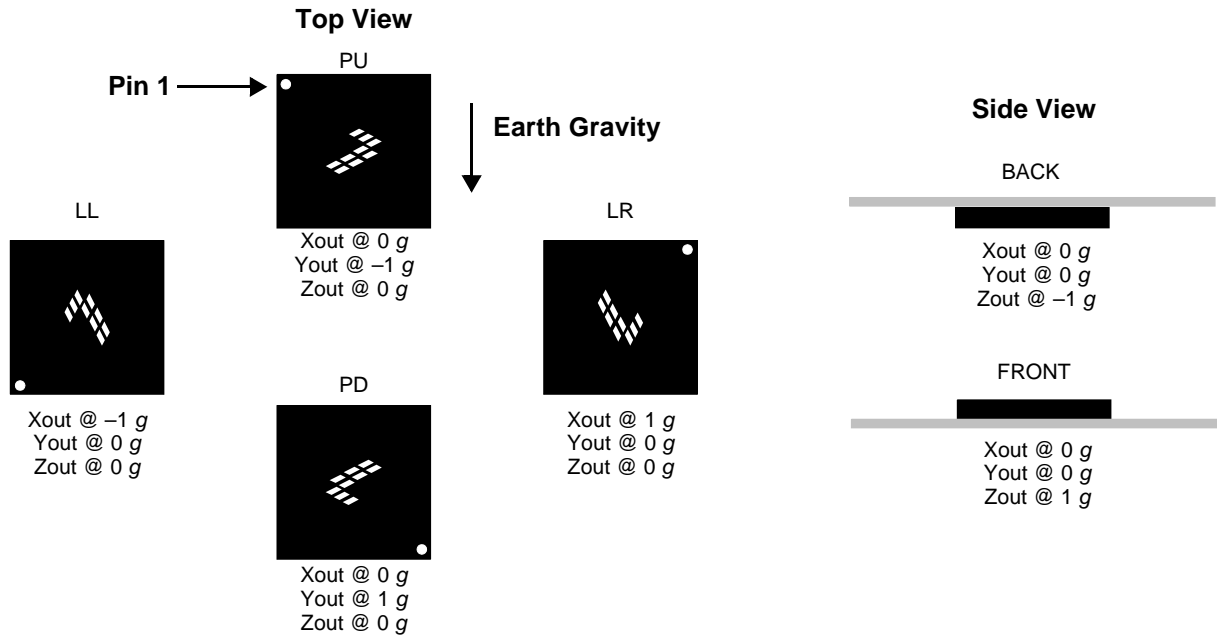 Top View
PU
Pin 1
Earth Gravity
Xout @ 0 g
Yout @ –1 g
Zout @ 0 g
LL
Xout @ –1 g
Yout @ 0 g
Zout @ 0 g
LR
Xout @ 1 g
Yout @ 0 g
Zout @ 0 g
PD
Xout @ 0 g
Yout @ 1 g
Zout @ 0 g
Side View
BACK
Xout @ 0 g
Yout @ 0 g
Zout @ –1 g
FRONT
Xout @ 0 g
Yout @ 0 g
Zout @ 1 g